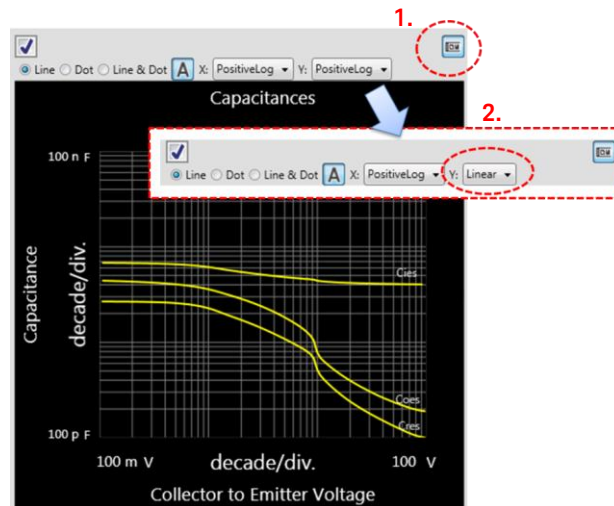 1.
Line Dot Line & Dot A X: PositiveLog Y: PositiveLog
Capacitances
2.
Line Dot Line & Dot A X: PositiveLog Y: Linear
100 n F
Capacitance
decade/div.
Cies
Coes
Cres
100 p F
100 m V
decade/div.
100 V
Collector to Emitter Voltage